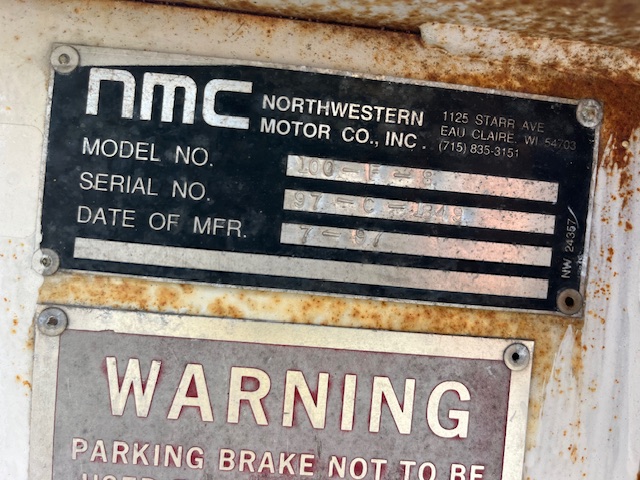 nmc NORTHWESTERN MOTOR CO., INC.
1125 STARR AVE
EAU CLAIRE, WI 54703
(715) 835-3151
MODEL NO. 100-E-8
SERIAL NO. 97-C-1849
DATE OF MFR. 7-97
NW 24357
WARNING
PARKING BRAKE NOT TO BE